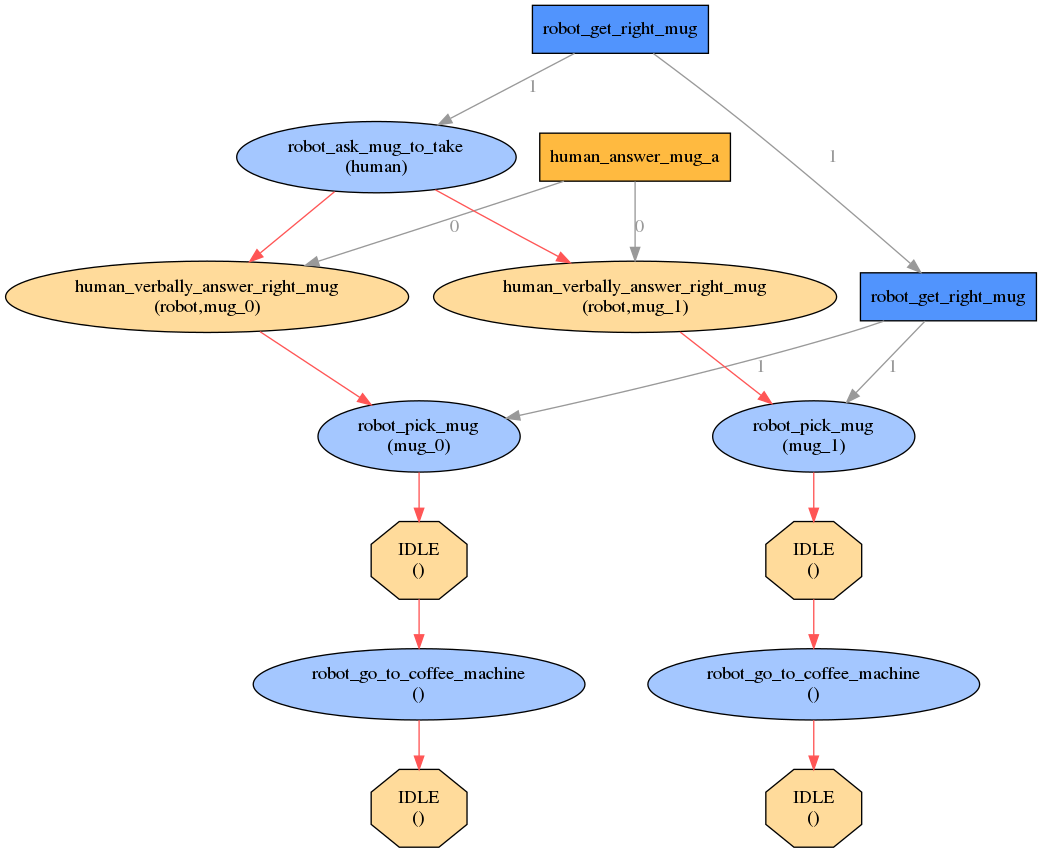 robot_get_right_mug
1
robot_ask_mug_to_take
(human)
human_answer_mug_a
1
0
0
human_verbally_answer_right_mug
(robot,mug_0)
human_verbally_answer_right_mug
(robot,mug_1)
robot_get_right_mug
1
1
robot_pick_mug
(mug_0)
robot_pick_mug
(mug_1)
IDLE
()
IDLE
()
robot_go_to_coffee_machine
()
robot_go_to_coffee_machine
()
IDLE
()
IDLE
()